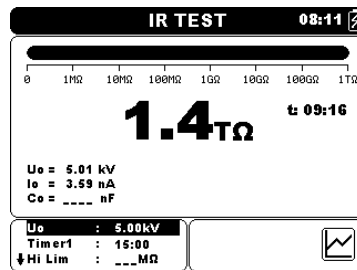 IR TEST 08:11
0 1MΩ 10MΩ 100MΩ 1GΩ 10GΩ 100GΩ 1TΩ
1.4TΩ
t: 09:16
Uo = 5.01 kV
Io = 3.59 nA
Co = ____ nF
Uo : 5.00kV
Timer1 : 15:00
Hi Lim : ___MΩ